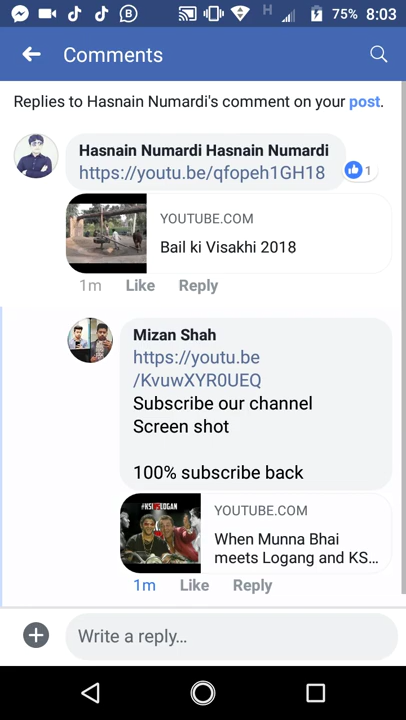 75% 8:03
Comments
Replies to Hasnain Numardi's comment on your post.
Hasnain Numardi Hasnain Numardi
https://youtu.be/qfopeh1GH18
1
YOUTUBE.COM
Bail ki Visakhi 2018
1m Like Reply
Mizan Shah
https://youtu.be
/KvuwXYR0UEQ
Subscribe our channel
Screen shot
100% subscribe back
#KSI LOGAN
YOUTUBE.COM
When Munna Bhai
meets Logang and KS...
1m Like Reply
Write a reply...